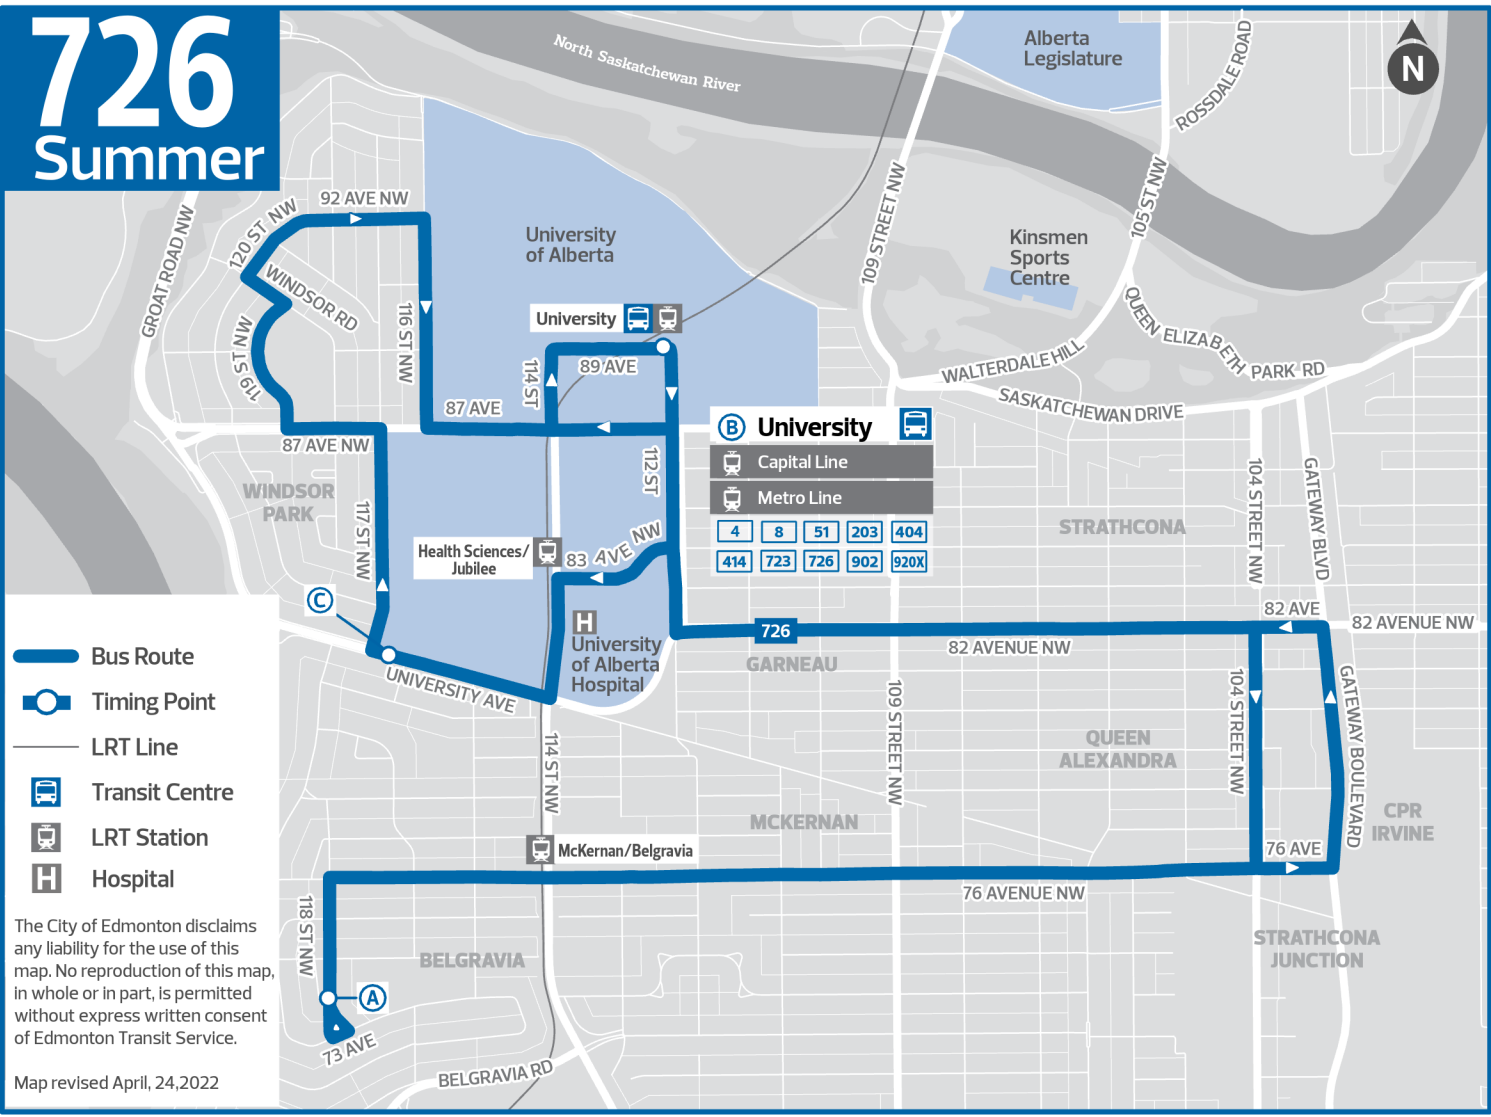 726
Summer
North Saskatchewan River
Alberta
Legislature
N
ROSSDALE ROAD
GROAT ROAD NW
120 ST NW
92 AVE NW
WINDSOR RD
119 ST NW
116 ST NW
University
of Alberta
109 STREET NW
105 ST NW
Kinsmen
Sports
Centre
QUEEN ELIZABETH PARK RD
WALTERDALE HILL
SASKATCHEWAN DRIVE
University
114 ST
89 AVE
87 AVE
87 AVE NW
B University
Capital Line
Metro Line
4 8 51 203 404
414 723 726 902 920X
112 ST
WINDSOR
PARK
117 ST NW
Health Sciences/
Jubilee
83 AVE NW
STRATHCONA
104 STREET NW
GATEWAY BLVD
C
H
University
of Alberta
Hospital
UNIVERSITY AVE
726
GARNEAU
82 AVENUE NW
82 AVE
82 AVENUE NW
109 STREET NW
104 STREET NW
GATEWAY BOULEVARD
QUEEN
ALEXANDRA
CPR
IRVINE
114 ST NW
MCKERNAN
McKernan/Belgravia
76 AVE
76 AVENUE NW
118 ST NW
BELGRAVIA
STRATHCONA
JUNCTION
A
73 AVE
BELGRAVIA RD
Bus Route
Timing Point
LRT Line
Transit Centre
LRT Station
H Hospital
The City of Edmonton disclaims
any liability for the use of this
map. No reproduction of this map,
in whole or in part, is permitted
without express written consent
of Edmonton Transit Service.
Map revised April, 24,2022